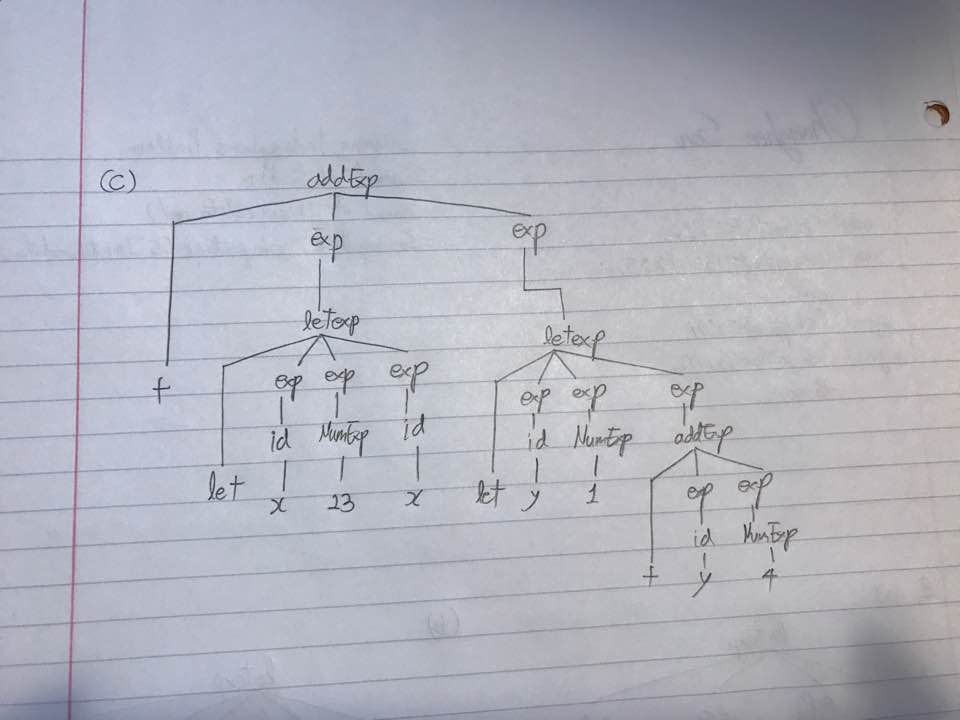 (c) addExp
exp exp
letexp letexp
+ exp exp exp exp exp exp
id NumExp id id NumExp addExp
let x 23 x let y 1 exp exp
id NumExp
+ y 4